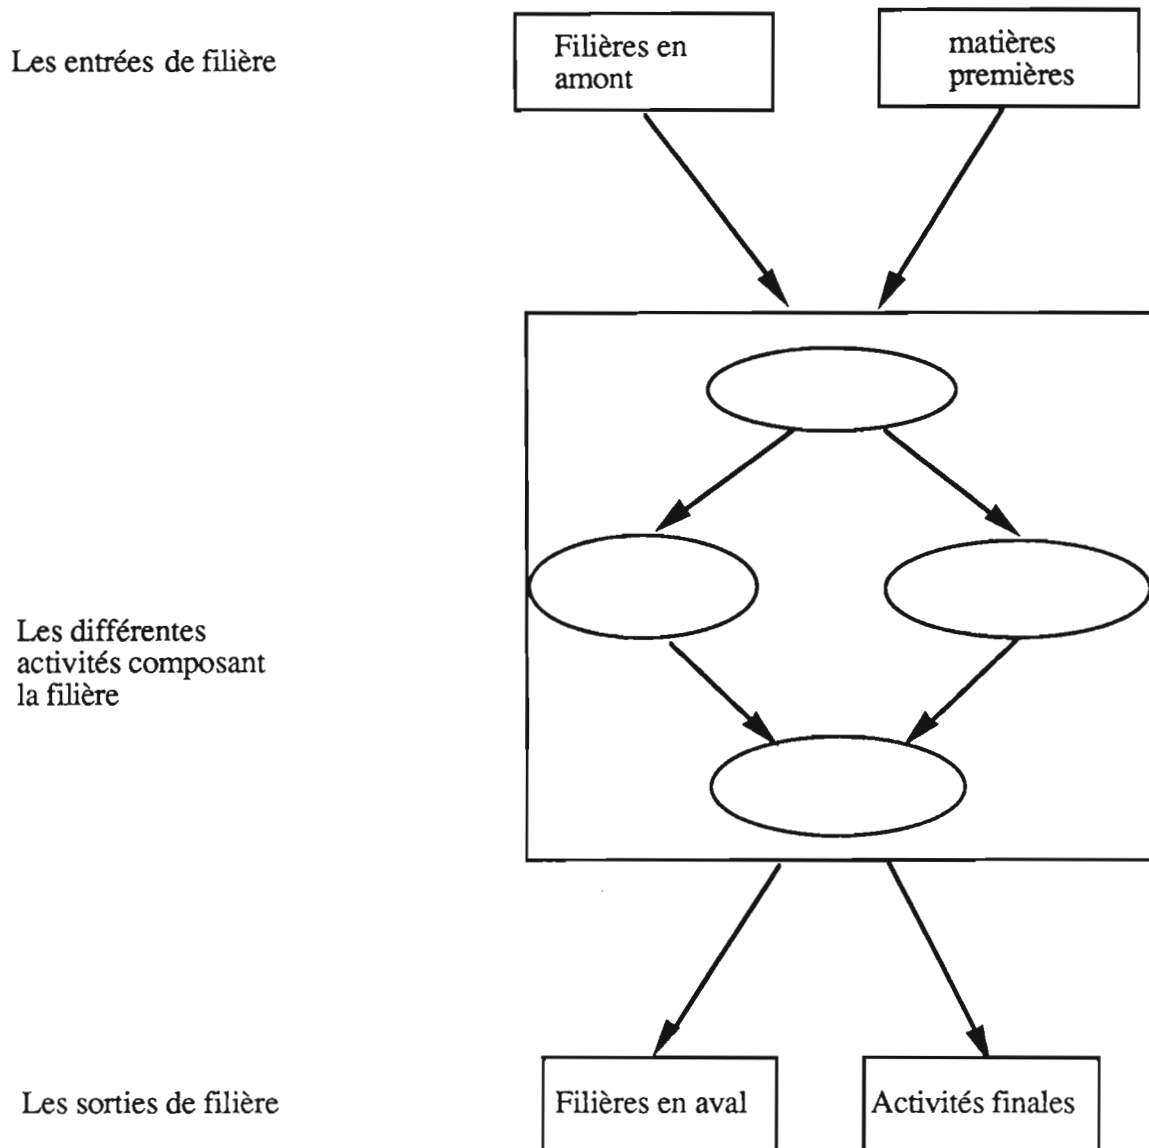 Les entrées de filière
Filières en
amont
matières
premières
Les différentes
activités composant
la filière
Les sorties de filière
Filières en aval
Activités finales